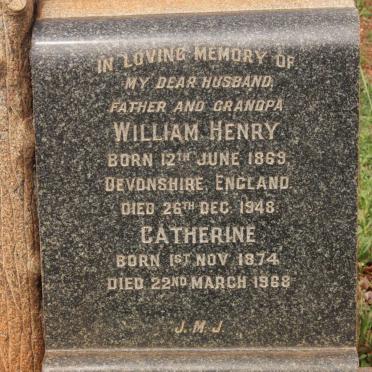 IN LOVING MEMORY OF
MY DEAR HUSBAND,
FATHER AND GRANDPA
WILLIAM HENRY
BORN 12TH JUNE 1869,
DEVONSHIRE, ENGLAND.
DIED 26TH DEC. 1948.
CATHERINE
BORN 1ST NOV. 1874
DIED 22ND MARCH 1968
J.M.J.